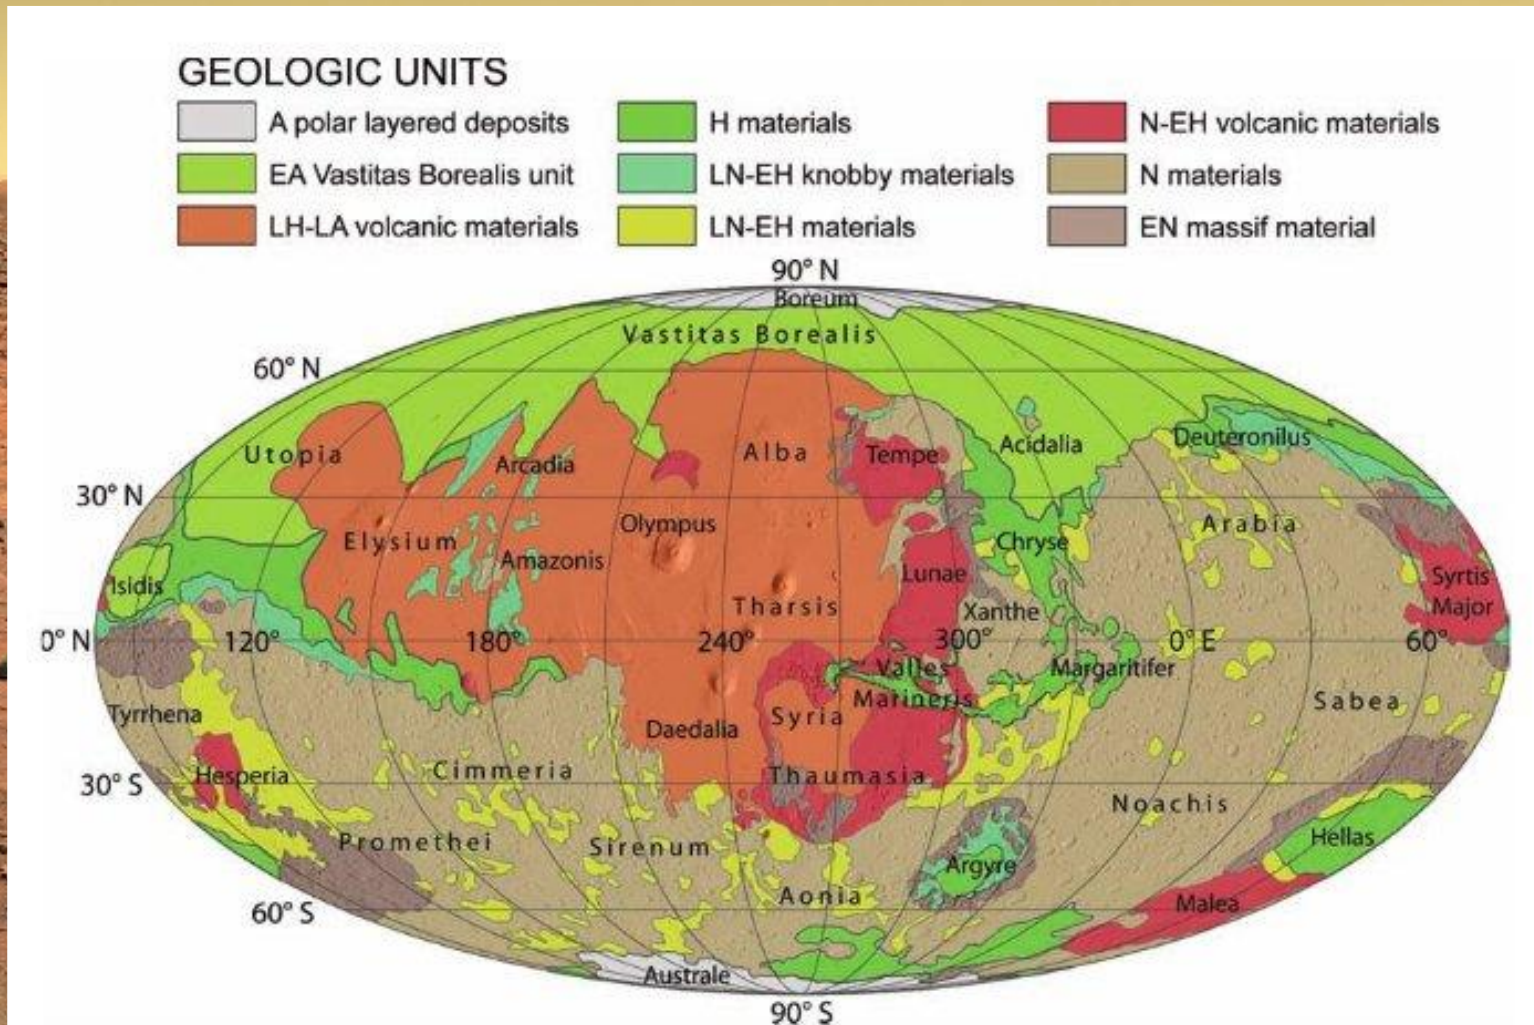 GEOLOGIC UNITS
A polar layered deposits
EA Vastitas Borealis unit
LH-LA volcanic materials
H materials
LN-EH knobby materials
LN-EH materials
N-EH volcanic materials
N materials
EN massif material
90° N
Boreum
Vastitas Borealis
60° N
Utopia
Arcadia
Alba
Tempe
Acidalia
Deuteronilus
30° N
Elysium
Amazonis
Olympus
Chryse
Arabia
Isidis
Tharsis
Lunae
Xanthe
Syrtis
Major
0° N
120°
180°
240°
300°
0° E
60°
Valles
Marineris
Margaritifer
Tyrrhena
Daedalia
Syria
Sabea
Hesperia
Cimmeria
Thaumasia
30° S
Noachis
Promethei
Sirenum
Argyre
Hellas
Aonia
Malea
60° S
Australe
90° S